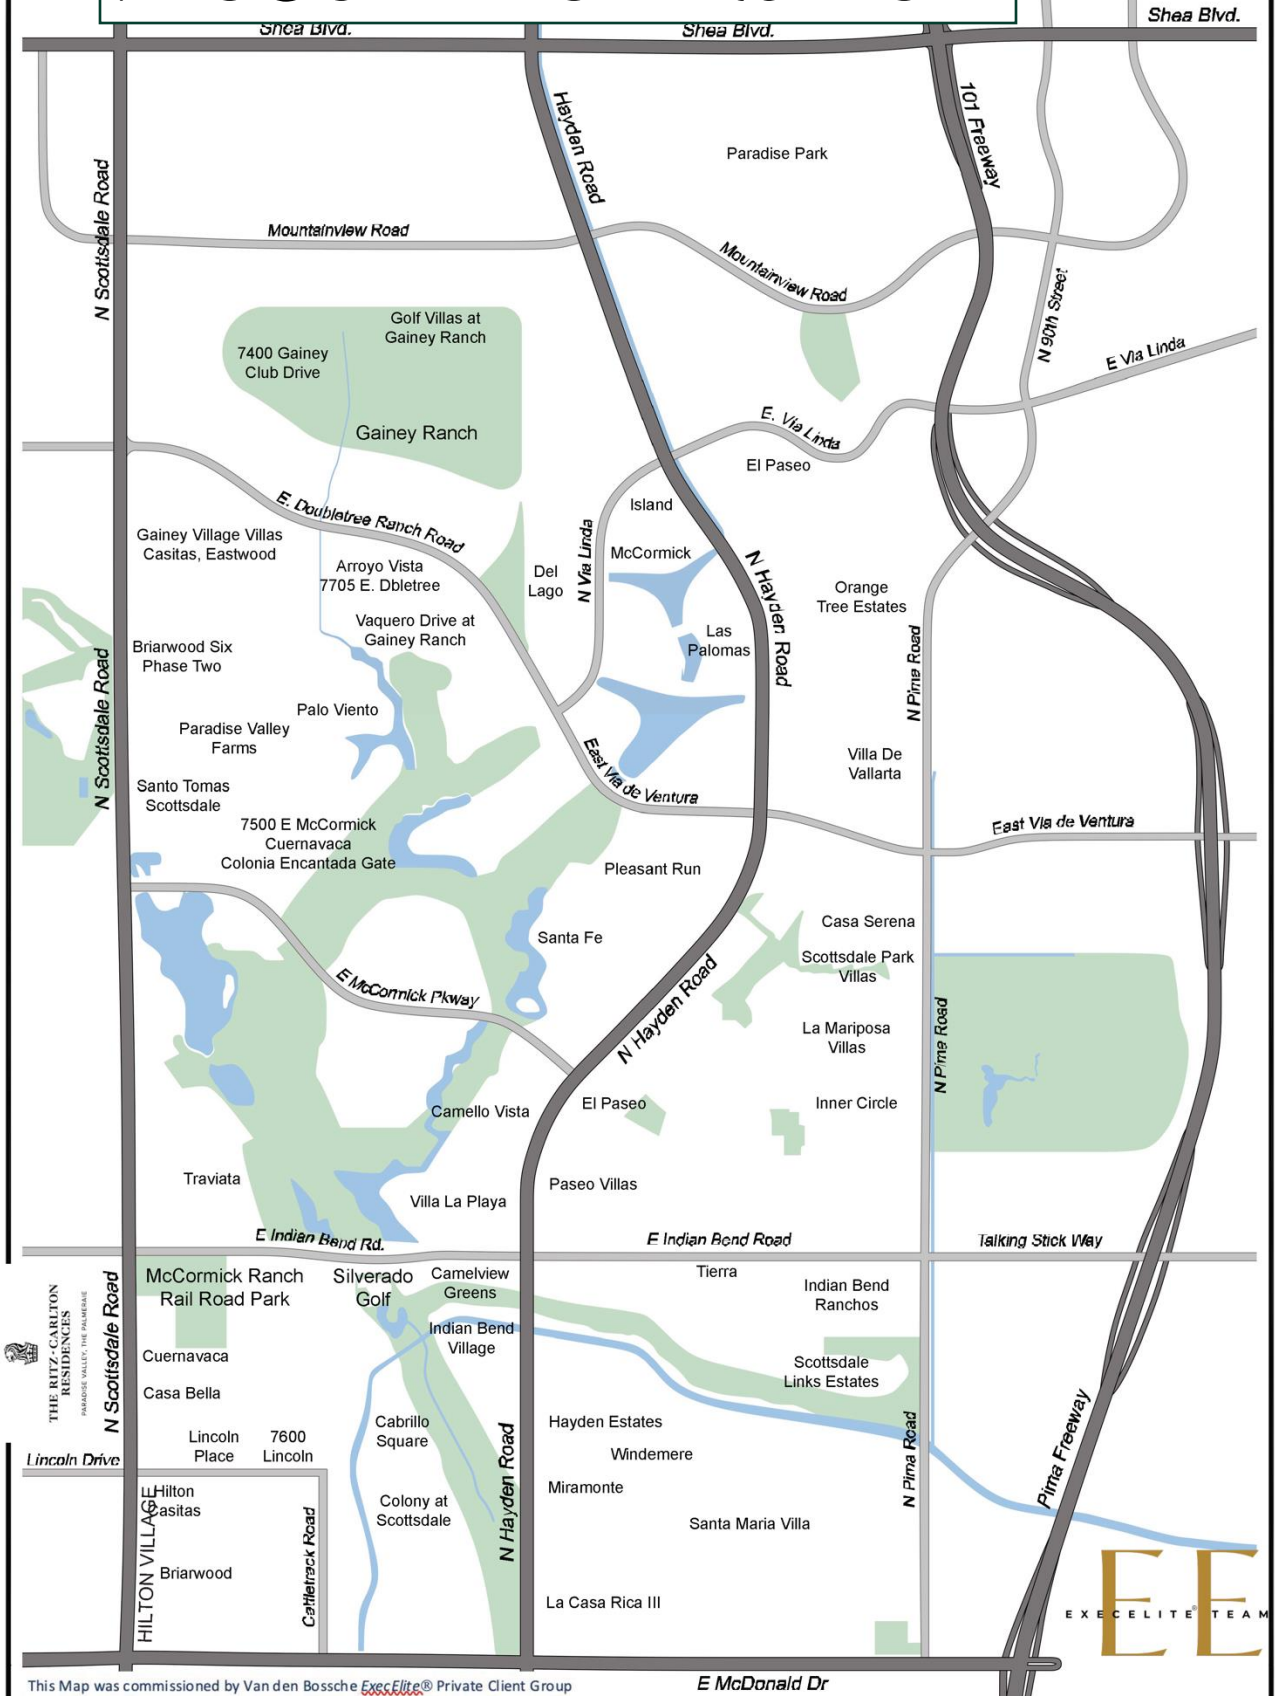 Shea Blvd.
Shea Blvd.
Shea Blvd.
Hayden Road
101 Freeway
Paradise Park
N Scottsdale Road
Mountainview Road
Mountainview Road
N 90th Street
E Via Linda
Golf Villas at
Gainey Ranch
7400 Gainey
Club Drive
Gainey Ranch
E. Via Linda
El Paseo
E. Doubletree Ranch Road
Island
Gainey Village Villas
Casitas, Eastwood
McCormick
N Via Linda
Arroyo Vista
7705 E. Dbletree
Del
Lago
N Hayden Road
Orange
Tree Estates
Vaquero Drive at
Gainey Ranch
Las
Palomas
Briarwood Six
Phase Two
N Pima Road
N Scottsdale Road
Palo Viento
Paradise Valley
Farms
Villa De
Vallarta
East Via de Ventura
Santo Tomas
Scottsdale
East Via de Ventura
7500 E McCormick
Cuernavaca
Colonia Encantada Gate
Pleasant Run
Casa Serena
Santa Fe
Scottsdale Park
Villas
E McCormick Pkway
N Hayden Road
La Mariposa
Villas
N Pima Road
Camello Vista
El Paseo
Inner Circle
Traviata
Villa La Playa
Paseo Villas
E Indian Bend Rd.
E Indian Bend Road
Talking Stick Way
McCormick Ranch
Rail Road Park
Silverado
Golf
Camelview
Greens
Tierra
Indian Bend
Ranchos
THE RITZ-CARLTON
RESIDENCES
PARADISE VALLEY, THE PALMERAIE
N Scottsdale Road
Indian Bend
Village
Cuernavaca
Scottsdale
Links Estates
Casa Bella
Cabrillo
Square
Hayden Estates
Lincoln
Place
7600
Lincoln
Windemere
Lincoln Drive
N Hayden Road
N Pima Road
Pima Freeway
Miramonte
Hilton
Casitas
Colony at
Scottsdale
Santa Maria Villa
HILTON VILLAGE
Cattletrack Road
Briarwood
La Casa Rica III
EE
EXECELITE® TEAM
E McDonald Dr
This Map was commissioned by Van den Bossche ExecElite® Private Client Group